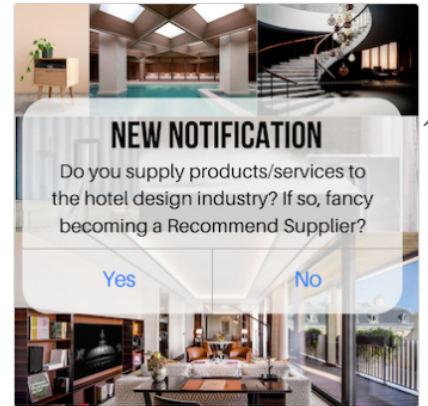 NEW NOTIFICATION
Do you supply products/services to
the hotel design industry? If so, fancy
becoming a Recommend Supplier?
Yes
No